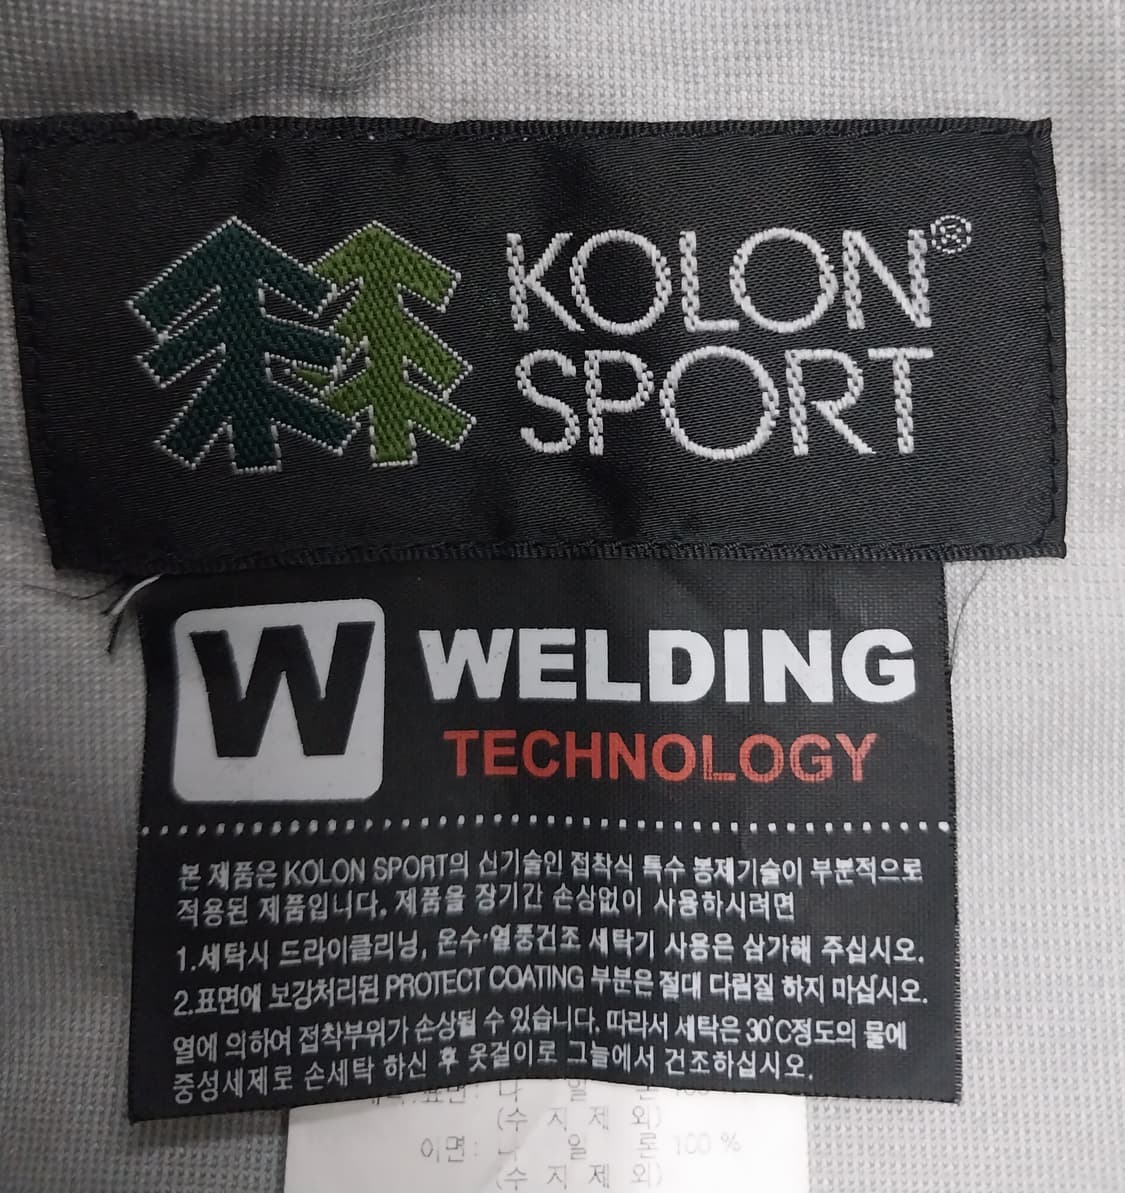 KOLON®
SPORT
W WELDING
TECHNOLOGY
본 제품은 KOLON SPORT의 신기술인 접착식 특수 봉제기술이 부분적으로
적용된 제품입니다. 제품을 장기간 손상없이 사용하시려면
1.세탁시 드라이클리닝, 온수·열풍건조 세탁기 사용은 삼가해 주십시오.
2.표면에 보강처리된 PROTECT COATING 부분은 절대 다림질 하지 마십시오.
열에 의하여 접착부위가 손상될 수 있습니다. 따라서 세탁은 30℃정도의 물에
중성세제로 손세탁 하신 후 옷걸이로 그늘에서 건조하십시오.
(수 지 제 외)
이면: 나 일 론 100 %
(수 지 제 외)